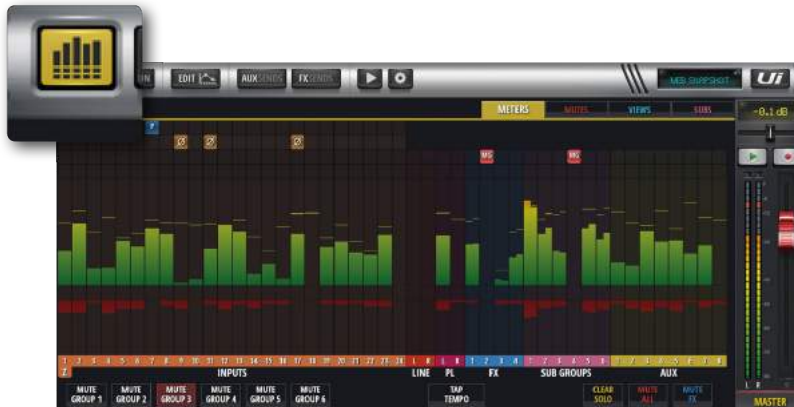 UN EDIT AUX SENDS FX SENDS WEB SNAPSHOT Ui
METERS MUTES VIEWS SUBS
-0.1 dB
Ø Ø Ø
MG MG
1 2 3 4 5 6 7 8 9 10 11 12 13 14 15 16 17 18 19 20 21 22 23 24 L R L R 1 2 3 4 1 2 3 4 5 6 1 2 3 4 5 6 7 8
Z INPUTS LINE PL FX SUB GROUPS AUX
MUTE GROUP 1
MUTE GROUP 2
MUTE GROUP 3
MUTE GROUP 4
MUTE GROUP 5
MUTE GROUP 6
TAP TEMPO
CLEAR SOLO
MUTE ALL
MUTE FX
L R
MASTER